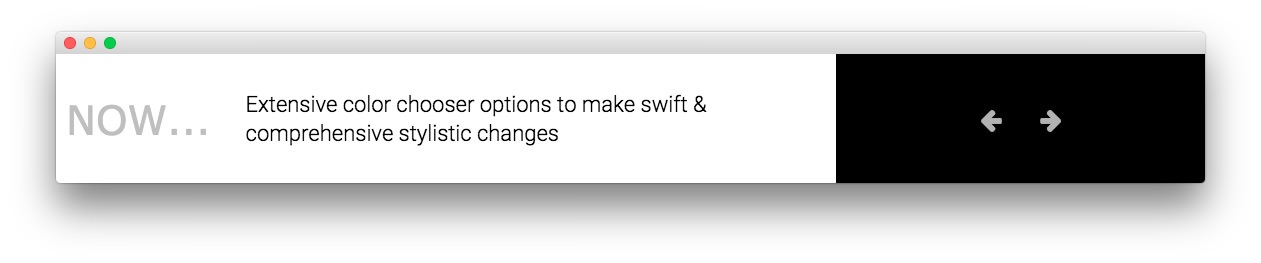 NOW...
Extensive color chooser options to make swift &
comprehensive stylistic changes